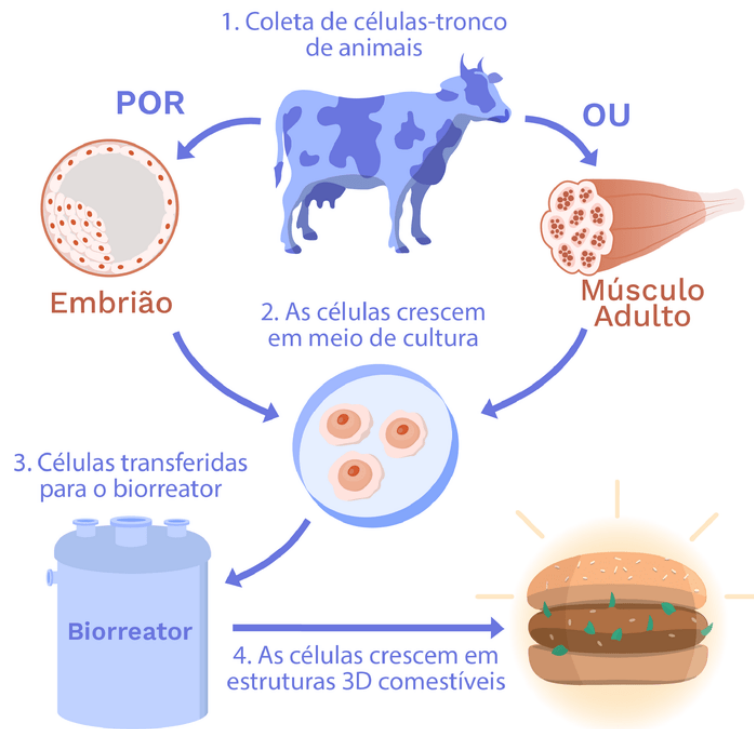 1. Coleta de células-tronco
de animais
POR
OU
Embrião
Músculo
Adulto
2. As células crescem
em meio de cultura
3. Células transferidas
para o biorreator
Biorreator
4. As células crescem em
estruturas 3D comestíveis